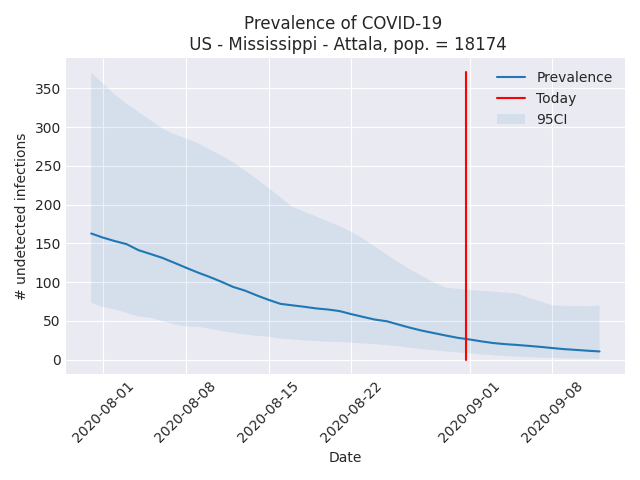 Prevalence of COVID-19
US - Mississippi - Attala, pop. = 18174
Prevalence
Today
95CI
# undetected infections
350
300
250
200
150
100
50
0
2020-08-01
2020-08-08
2020-08-15
2020-08-22
2020-09-01
2020-09-08
Date